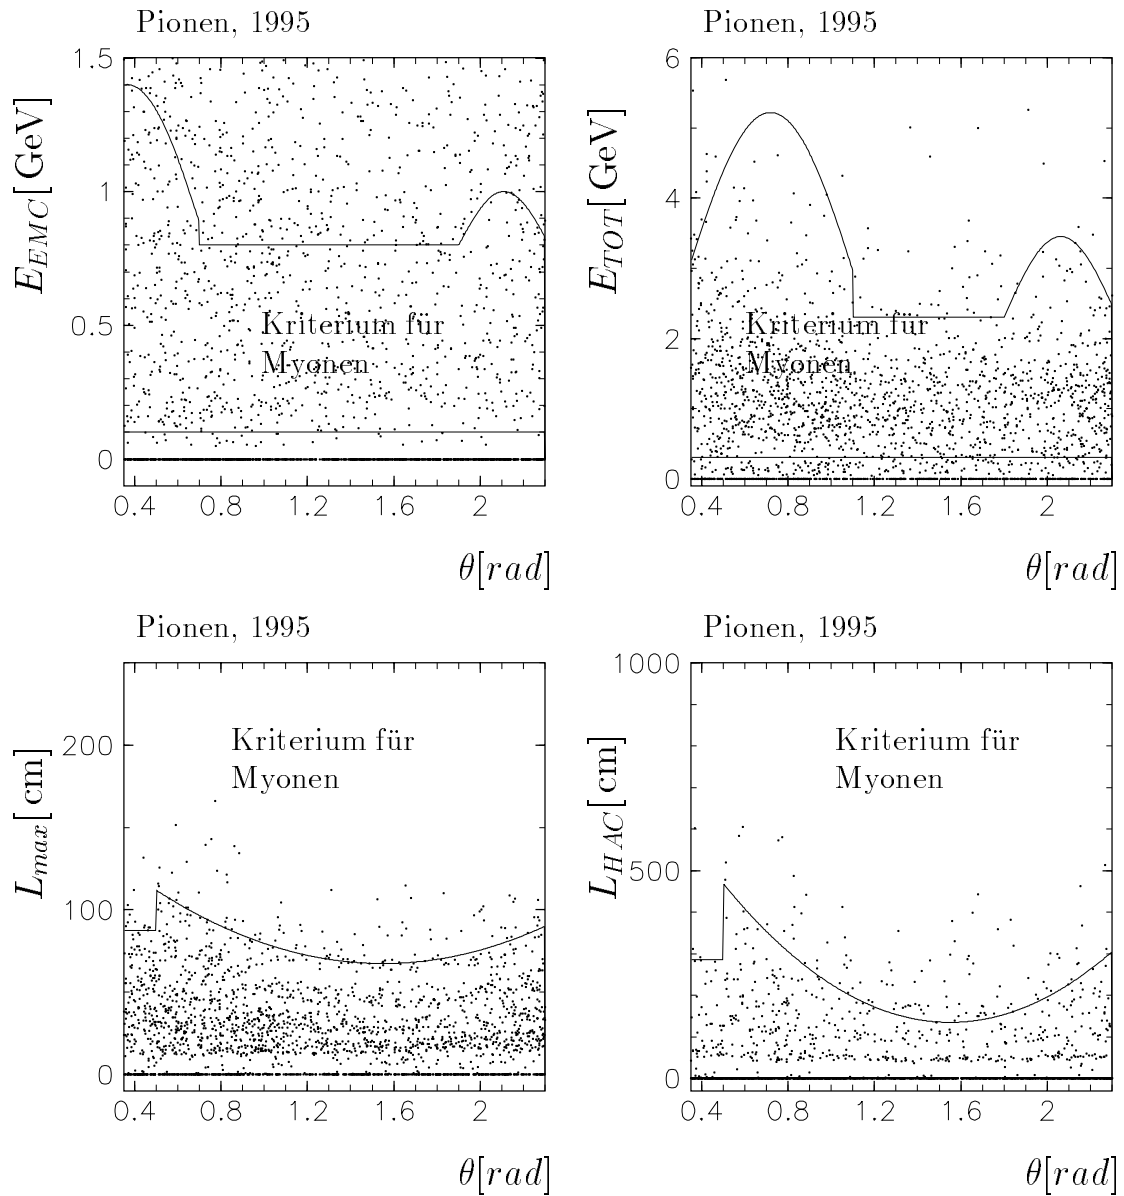 Pionen, 1995
1.5
1
0.5
0
E_EMC [GeV]
Kriterium für
Myonen
0.4 0.8 1.2 1.6 2
θ[rad]
Pionen, 1995
6
4
2
0
E_TOT [GeV]
Kriterium für
Myonen
0.4 0.8 1.2 1.6 2
θ[rad]
Pionen, 1995
200
100
0
L_max [cm]
Kriterium für
Myonen
0.4 0.8 1.2 1.6 2
θ[rad]
Pionen, 1995
1000
500
0
L_HAC [cm]
Kriterium für
Myonen
0.4 0.8 1.2 1.6 2
θ[rad]